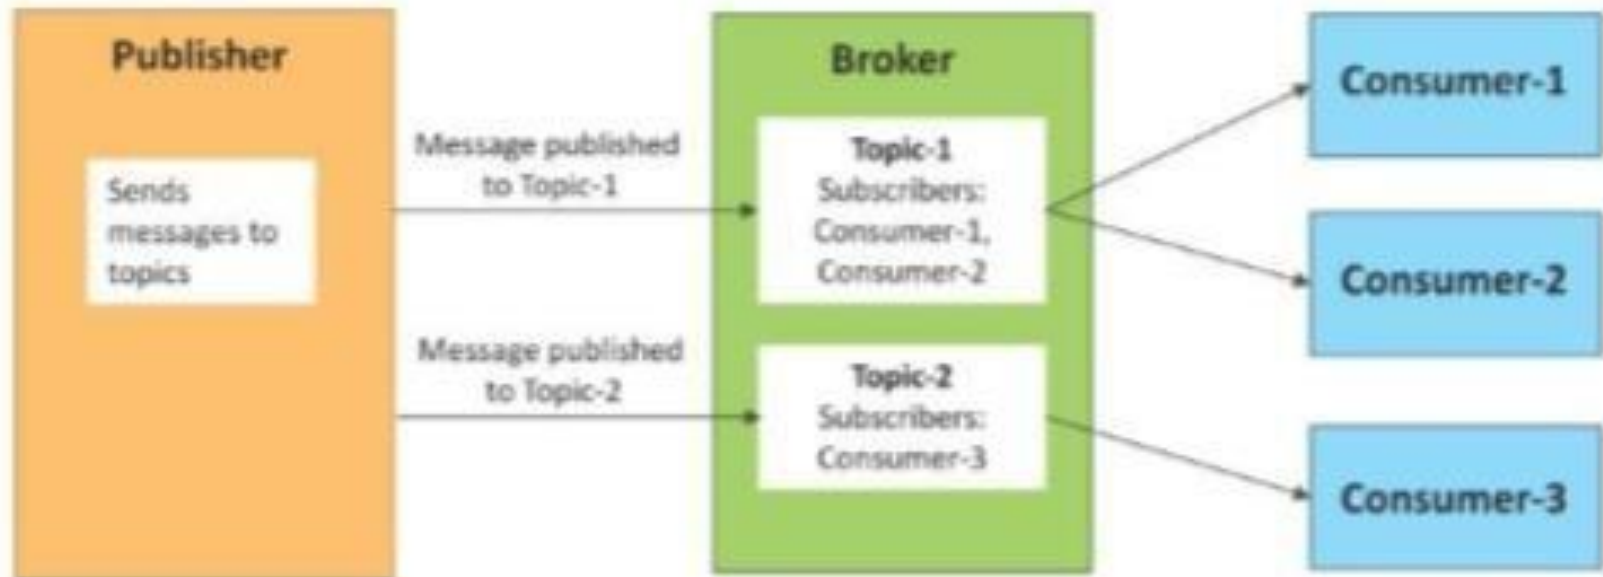 Publisher
Sends
messages to
topics
Message published
to Topic-1
Message published
to Topic-2
Broker
Topic-1
Subscribers:
Consumer-1,
Consumer-2
Topic-2
Subscribers:
Consumer-3
Consumer-1
Consumer-2
Consumer-3